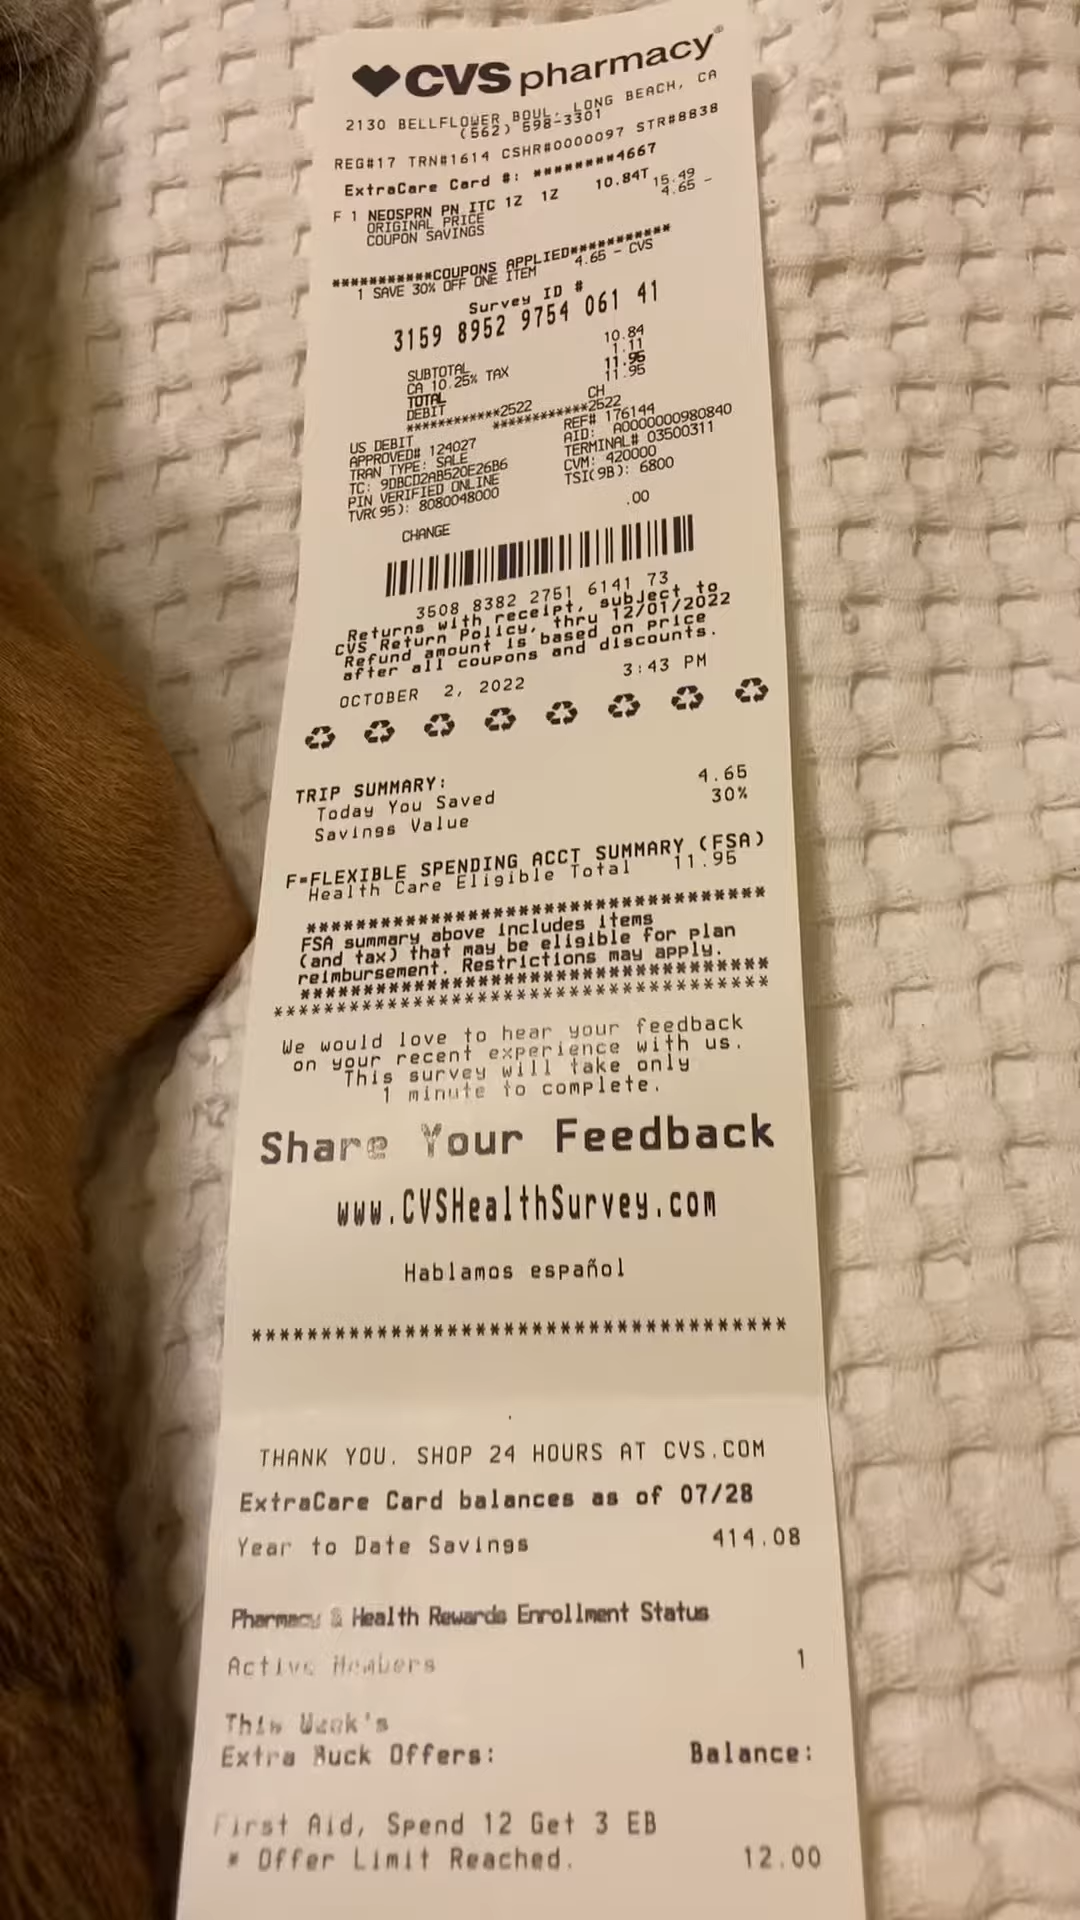 CVS pharmacy®
2130 BELLFLOWER BOUL, LONG BEACH, CA
(562) 598-3301
REG#17 TRN#1614 CSHR#0000097 STR#8838
ExtraCare Card #: ********4667
F 1 NEOSPRN PN ITC 1Z 1Z 10.84T
ORIGINAL PRICE 15.49
COUPON SAVINGS 4.65 -
***********COUPONS APPLIED***********
1 SAVE 30% OFF ONE ITEM 4.65 - CVS
Survey ID #
3159 8952 9754 061 41
SUBTOTAL 10.84
CA 10.25% TAX 1.11
TOTAL 11.95
DEBIT 11.95
************2522 CH
US DEBIT ************2522
APPROVED# 124027 REF# 176144
TRAN TYPE: SALE AID: A0000000980840
TC: 9DBCD2AB520E26B6 TERMINAL# 03500311
PIN VERIFIED ONLINE CVM: 420000
TVR(95): 8080048000 TSI(9B): 6800
CHANGE .00
3508 8382 2751 6141 73
Returns with receipt, subject to
CVS Return Policy, thru 12/01/2022
Refund amount is based on price
after all coupons and discounts.
OCTOBER 2, 2022 3:43 PM
TRIP SUMMARY:
Today You Saved 4.65
Savings Value 30%
F=FLEXIBLE SPENDING ACCT SUMMARY (FSA)
Health Care Eligible Total 11.95
***********************************
FSA summary above includes items
(and tax) that may be eligible for plan
reimbursement. Restrictions may apply.
************************************
**************************************
We would love to hear your feedback
on your recent experience with us.
This survey will take only
1 minute to complete.
Share Your Feedback
www.CVSHealthSurvey.com
Hablamos español
**************************************
THANK YOU. SHOP 24 HOURS AT CVS.COM
ExtraCare Card balances as of 07/28
Year to Date Savings 414.08
Pharmacy & Health Rewards Enrollment Status
Active Members 1
This Week's
Extra Buck Offers: Balance:
First Aid, Spend 12 Get 3 EB
* Offer Limit Reached. 12.00